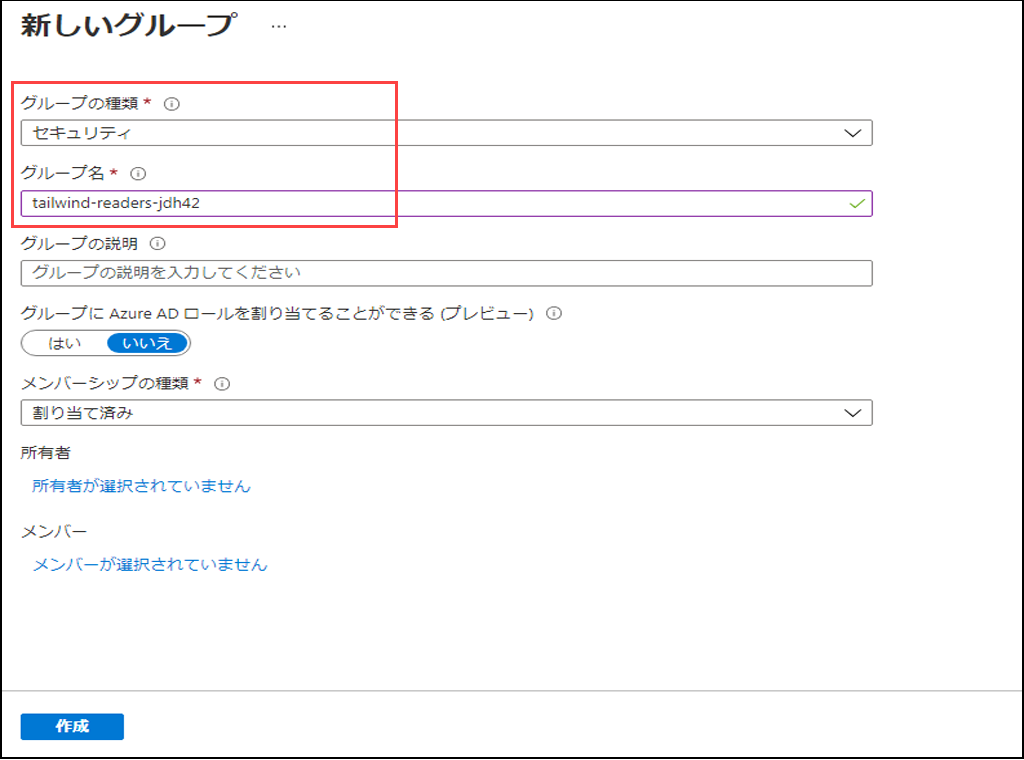 新しいグループ ...
グループの種類 *
セキュリティ
グループ名 *
tailwind-readers-jdh42
グループの説明
グループの説明を入力してください
グループに Azure AD ロールを割り当てることができる (プレビュー)
はい いいえ
メンバーシップの種類 *
割り当て済み
所有者
所有者が選択されていません
メンバー
メンバーが選択されていません
作成